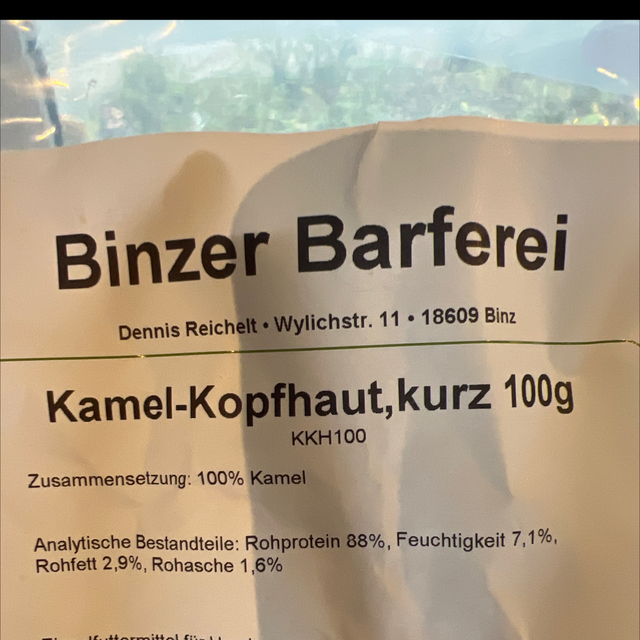 Binzer Barferei
Dennis Reichelt • Wylichstr. 11 • 18609 Binz
Kamel-Kopfhaut,kurz 100g
KKH100
Zusammensetzung: 100% Kamel
Analytische Bestandteile: Rohprotein 88%, Feuchtigkeit 7,1%,
Rohfett 2,9%, Rohasche 1,6%